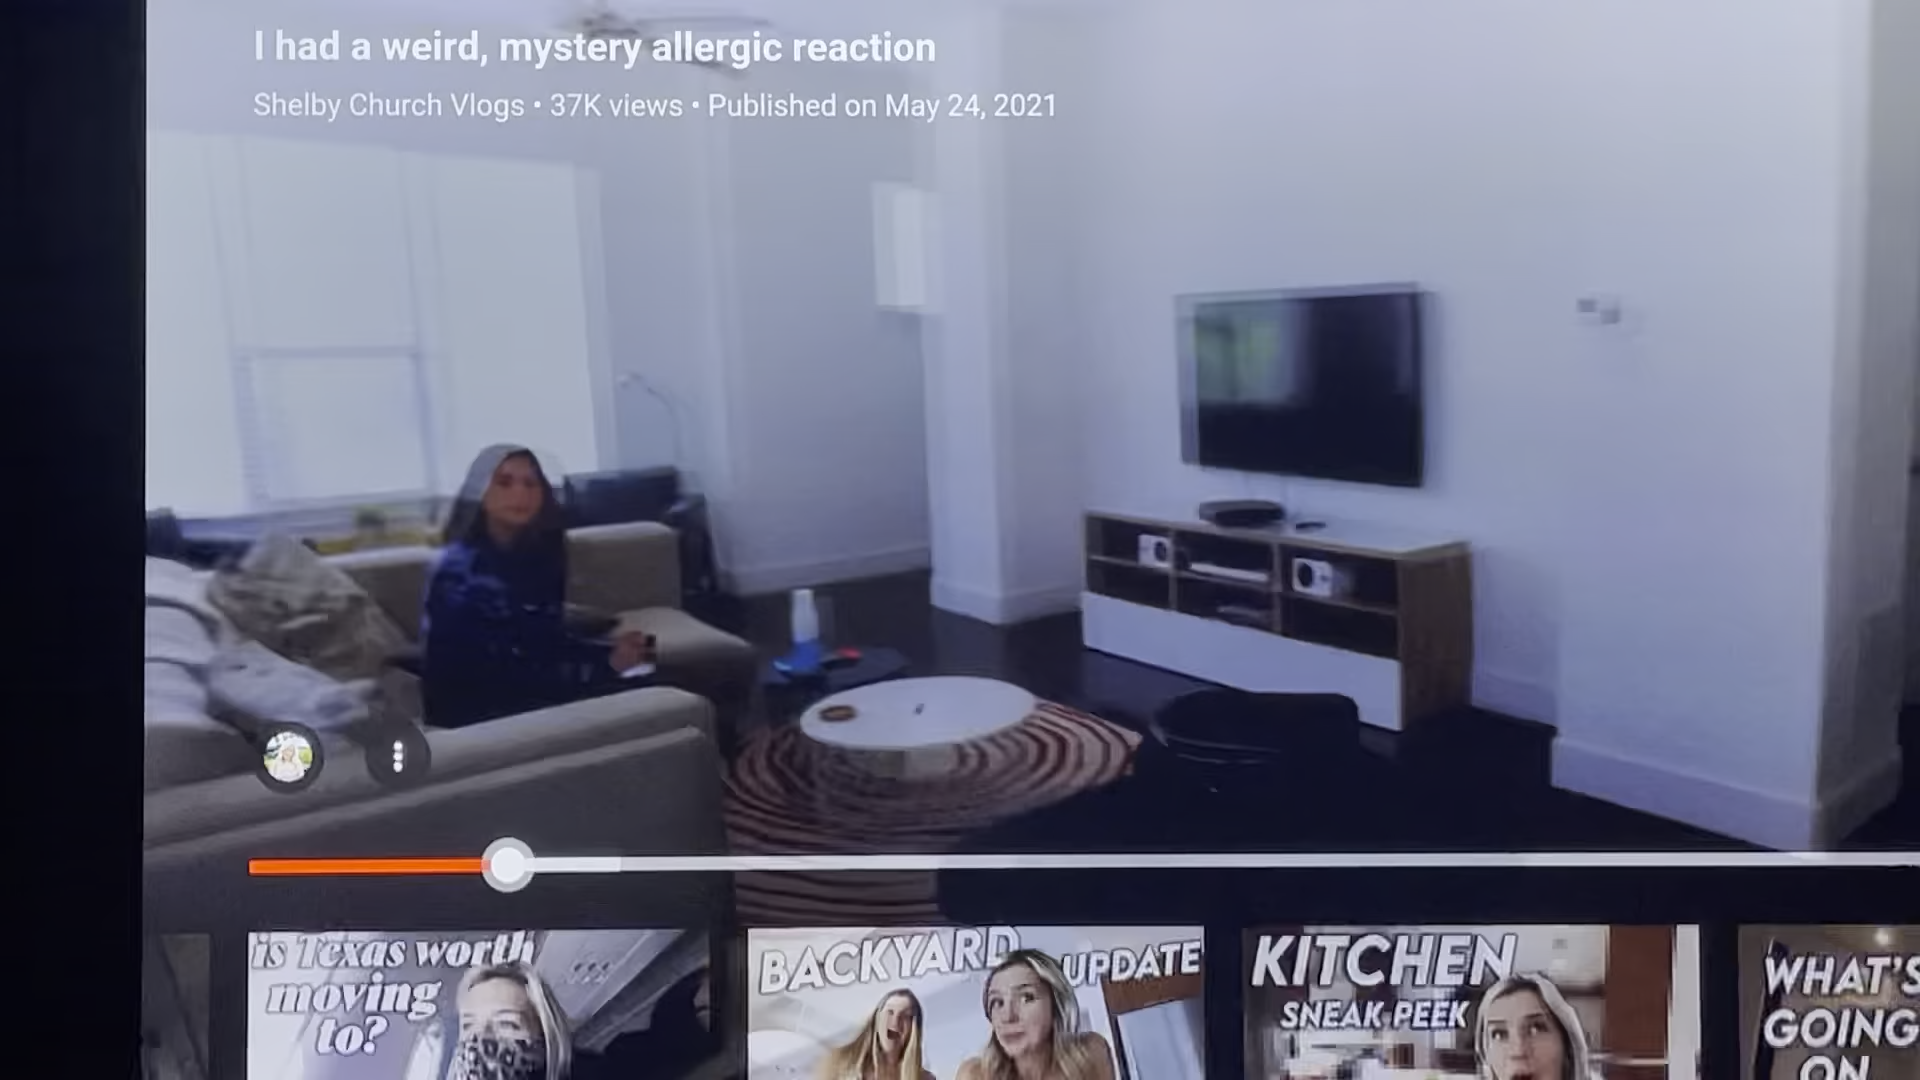 I had a weird, mystery allergic reaction
Shelby Church Vlogs • 37K views • Published on May 24, 2021
is Texas worth
moving
to?
BACKYARD UPDATE
KITCHEN
SNEAK PEEK
WHAT'S
GOING
ON